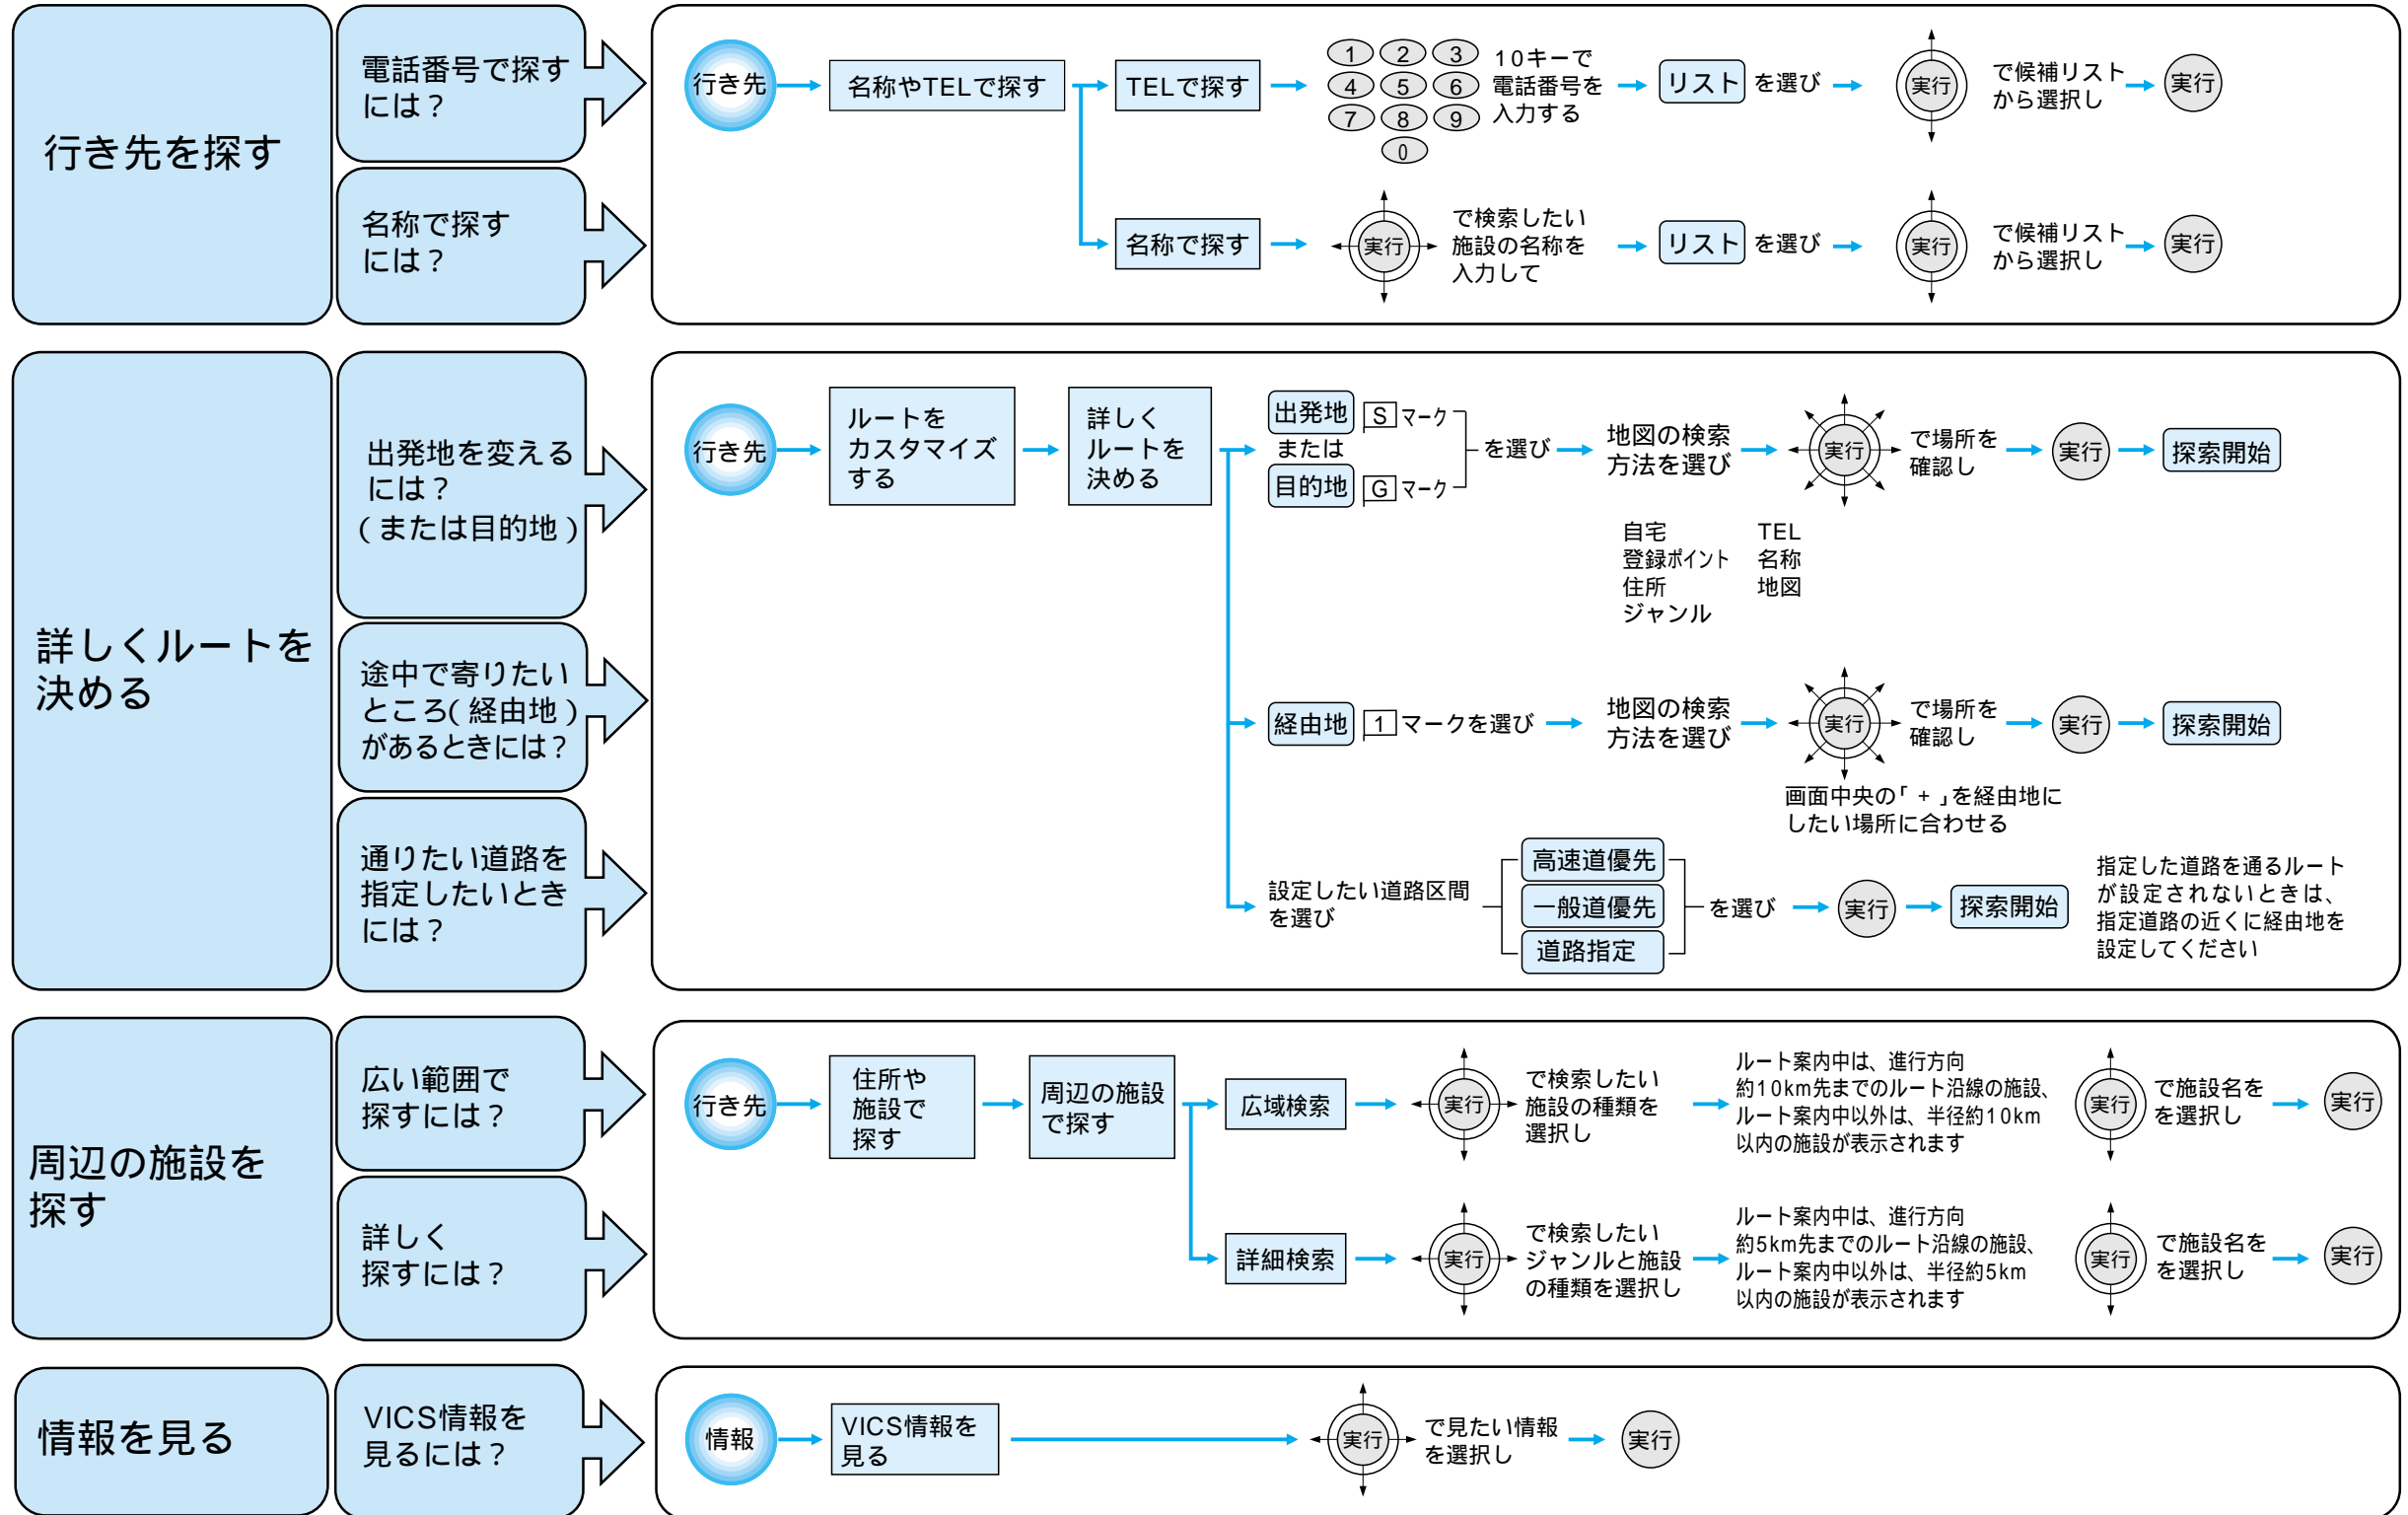 行き先を探す
電話番号で探す
には？
行き先
名称やTELで探す
TELで探す
1 2 3
4 5 6
7 8 9
0
10キーで
電話番号を
入力する
リスト を選び
実行
で候補リスト
から選択し
実行
名称で探す
には？
名称で探す
実行
で検索したい
施設の名称を
入力して
リスト を選び
実行
で候補リスト
から選択し
実行
詳しくルートを
決める
出発地を変える
には？
（または目的地）
行き先
ルートを
カスタマイズ
する
詳しく
ルートを
決める
出発地 S マーク
または
目的地 G マーク
を選び
地図の検索
方法を選び
自宅
登録ポイント
住所
ジャンル
TEL
名称
地図
実行
で場所を
確認し
実行
探索開始
途中で寄りたい
ところ（経由地）
があるときには？
経由地 1 マークを選び
地図の検索
方法を選び
実行
で場所を
確認し
実行
探索開始
画面中央の「＋」を経由地に
したい場所に合わせる
通りたい道路を
指定したいとき
には？
設定したい道路区間
を選び
高速道優先
一般道優先
道路指定
を選び
実行
探索開始
指定した道路を通るルート
が設定されないときは、
指定道路の近くに経由地を
設定してください
周辺の施設を
探す
広い範囲で
探すには？
行き先
住所や
施設で
探す
周辺の施設
で探す
広域検索
実行
で検索したい
施設の種類を
選択し
ルート案内中は、進行方向
約10km先までのルート沿線の施設、
ルート案内中以外は、半径約10km
以内の施設が表示されます
実行
で施設名を
を選択し
実行
詳しく
探すには？
詳細検索
実行
で検索したい
ジャンルと施設
の種類を選択し
ルート案内中は、進行方向
約5km先までのルート沿線の施設、
ルート案内中以外は、半径約5km
以内の施設が表示されます
実行
で施設名を
を選択し
実行
情報を見る
VICS情報を
見るには？
情報
VICS情報を
見る
実行
で見たい情報
を選択し
実行